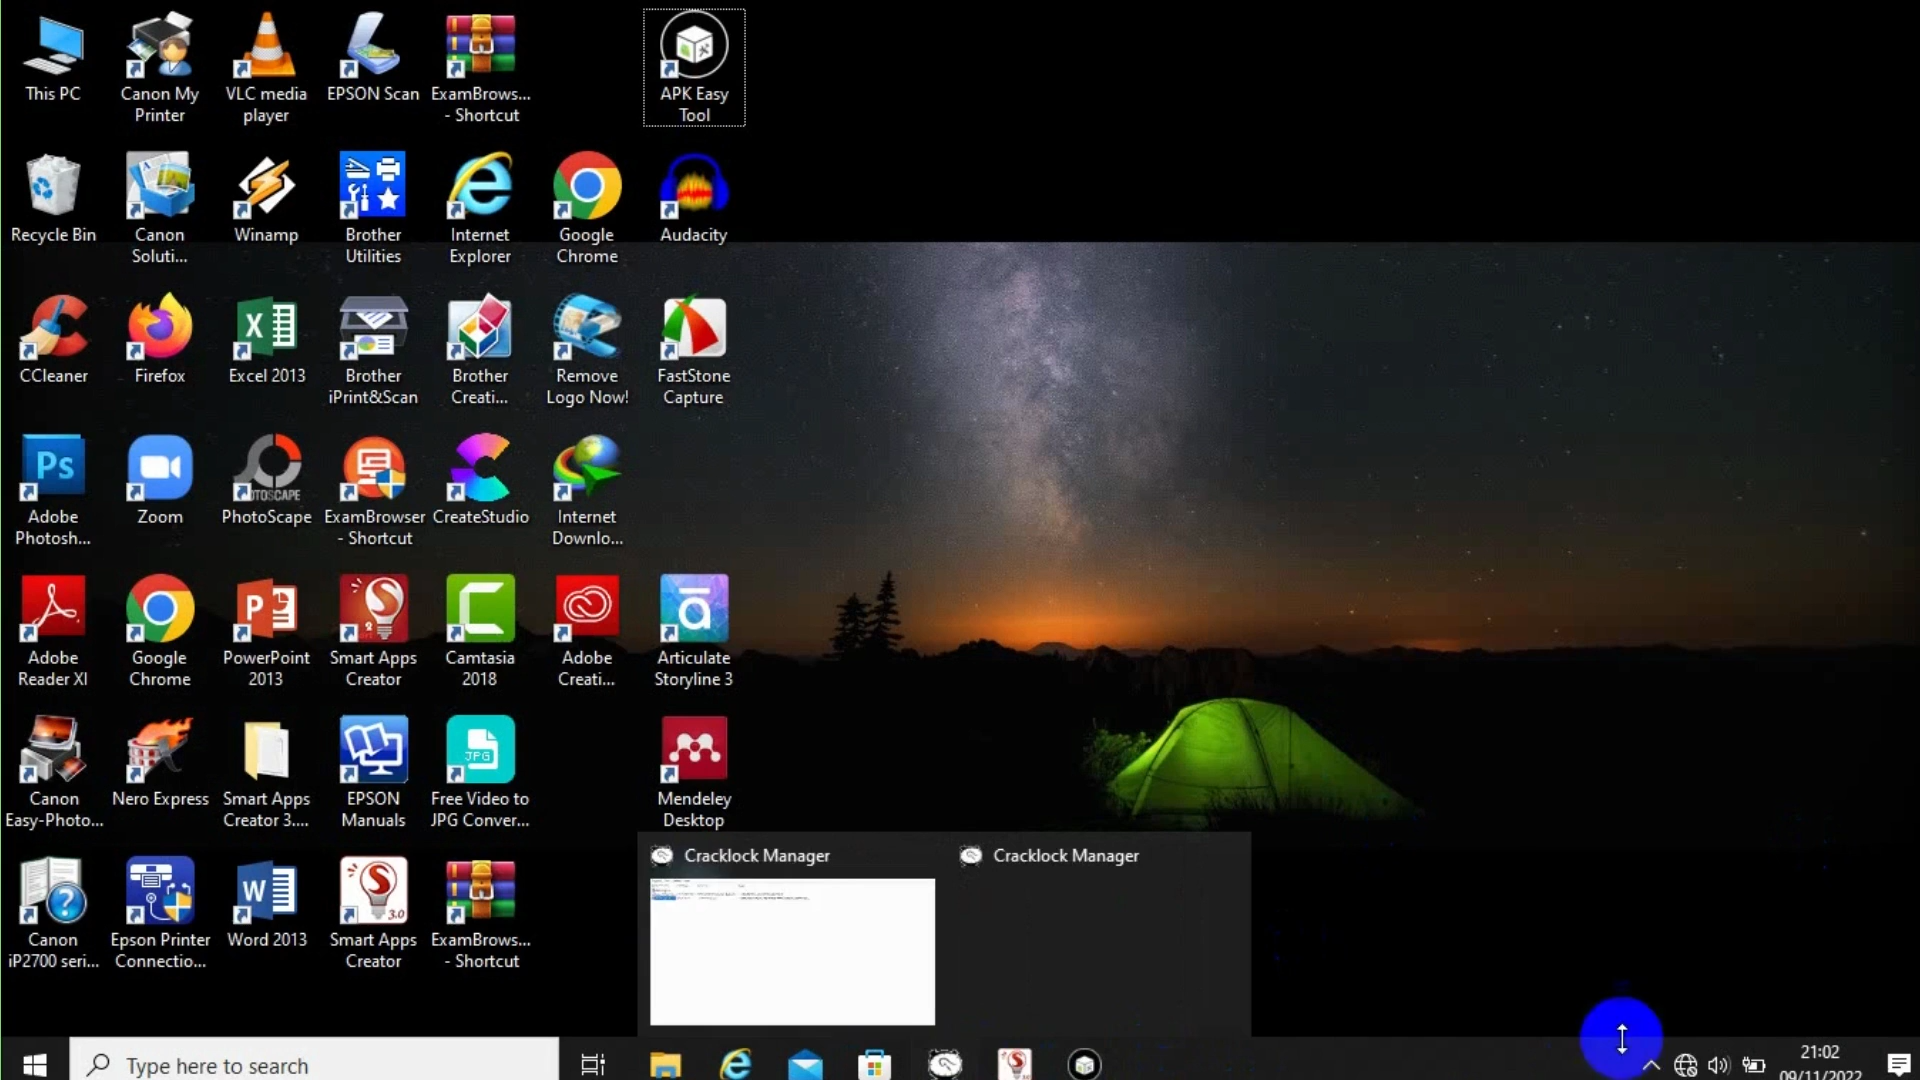 This PC
Canon My
Printer
VLC media
player
EPSON Scan
ExamBrows...
- Shortcut
APK Easy
Tool
Recycle Bin
Canon
Soluti...
Winamp
Brother
Utilities
Internet
Explorer
Google
Chrome
Audacity
CCleaner
Firefox
Excel 2013
Brother
iPrint&Scan
Brother
Creati...
Remove
Logo Now!
FastStone
Capture
Ps
Adobe
Photosh...
Zoom
PhotoScape
ExamBrowser
- Shortcut
CreateStudio
Internet
Downlo...
Adobe
Reader XI
Google
Chrome
PowerPoint
2013
Smart Apps
Creator
Camtasia
2018
Adobe
Creati...
Articulate
Storyline 3
JPG
Canon
Easy-Photo...
Nero Express
Smart Apps
Creator 3....
EPSON
Manuals
Free Video to
JPG Conver...
Mendeley
Desktop
Cracklock Manager
Cracklock Manager
3.0
Canon
iP2700 seri...
Epson Printer
Connectio...
Word 2013
Smart Apps
Creator
ExamBrows...
- Shortcut
Type here to search
21:02
09/11/2022